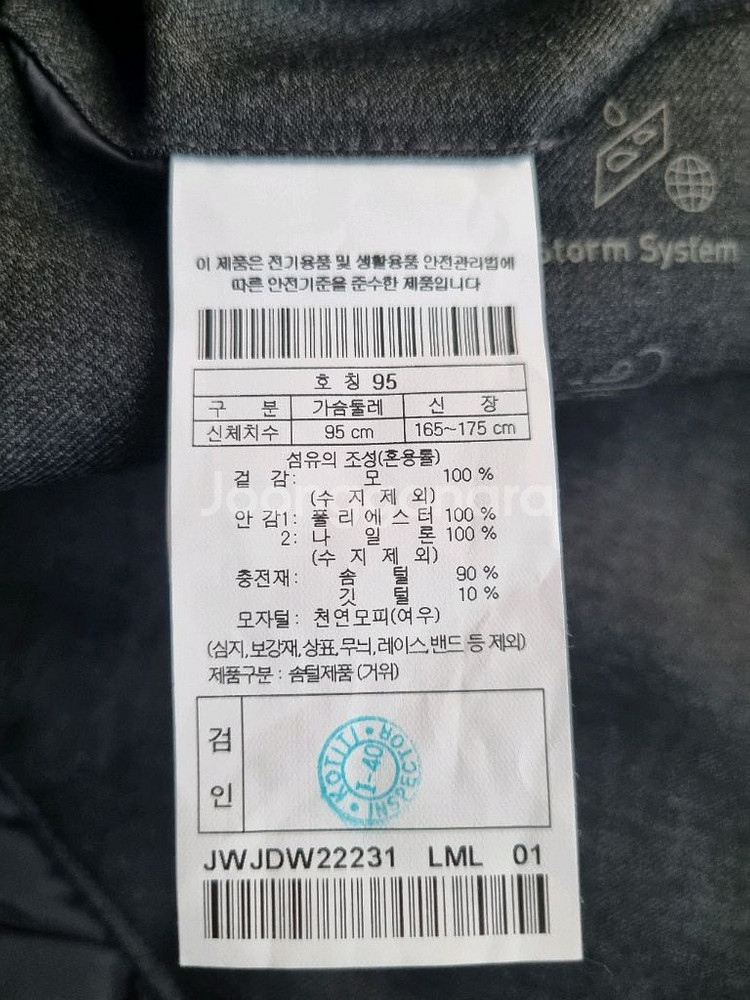 이 제품은 전기용품 및 생활용품 안전관리법에
따른 안전기준을 준수한 제품입니다
호 칭 95
구 분 가슴둘레 신 장
신체치수 95 cm 165~175 cm
섬유의 조성(혼용률)
겉 감: 모 100 %
(수 지 제 외)
안 감1: 폴 리 에 스 터 100 %
2: 나 일 론 100 %
(수 지 제 외)
충전재: 솜 털 90 %
깃 털 10 %
모자털: 천연모피(여우)
(심지,보강재,상표,무늬,레이스,밴드 등 제외)
제품구분 : 솜털제품 (거위)
검
인
KOTITI • INSPECTOR •
1-40
JWJDW22231 LML 01
Storm System
Joonggonara